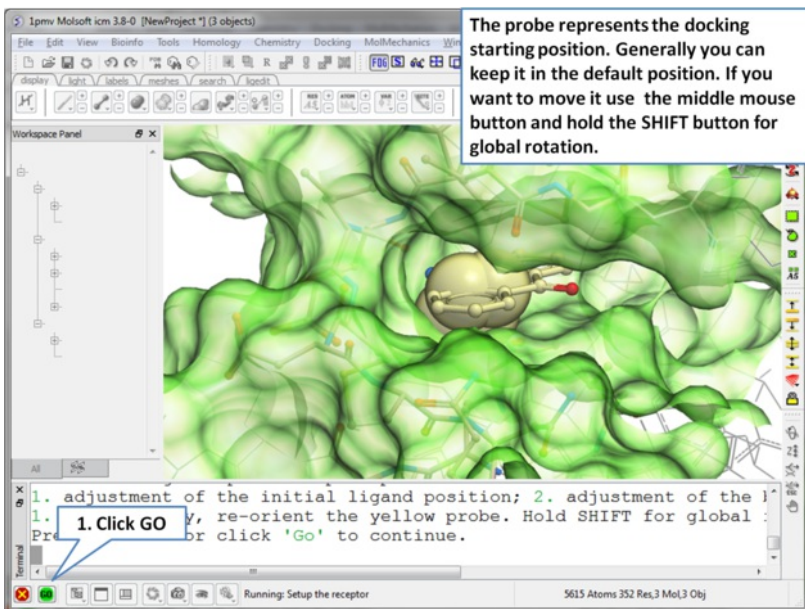 1pmv Molsoft icm 3.8-0 [NewProject *] (3 objects)
File Edit View Bioinfo Tools Homology Chemistry Docking MolMechanics
The probe represents the docking
starting position. Generally you can
keep it in the default position. If you
want to move it use the middle mouse
button and hold the SHIFT button for
global rotation.
FOG
display light labels meshes search ligedit
Workspace Panel
All
1. adjustment of the initial ligand position; 2. adjustment of the
1. y, re-orient the yellow probe. Hold SHIFT for global
Pre or click 'Go' to continue.
1. Click GO
Terminal
GO
Running: Setup the receptor
5615 Atoms 352 Res,3 Mol,3 Obj